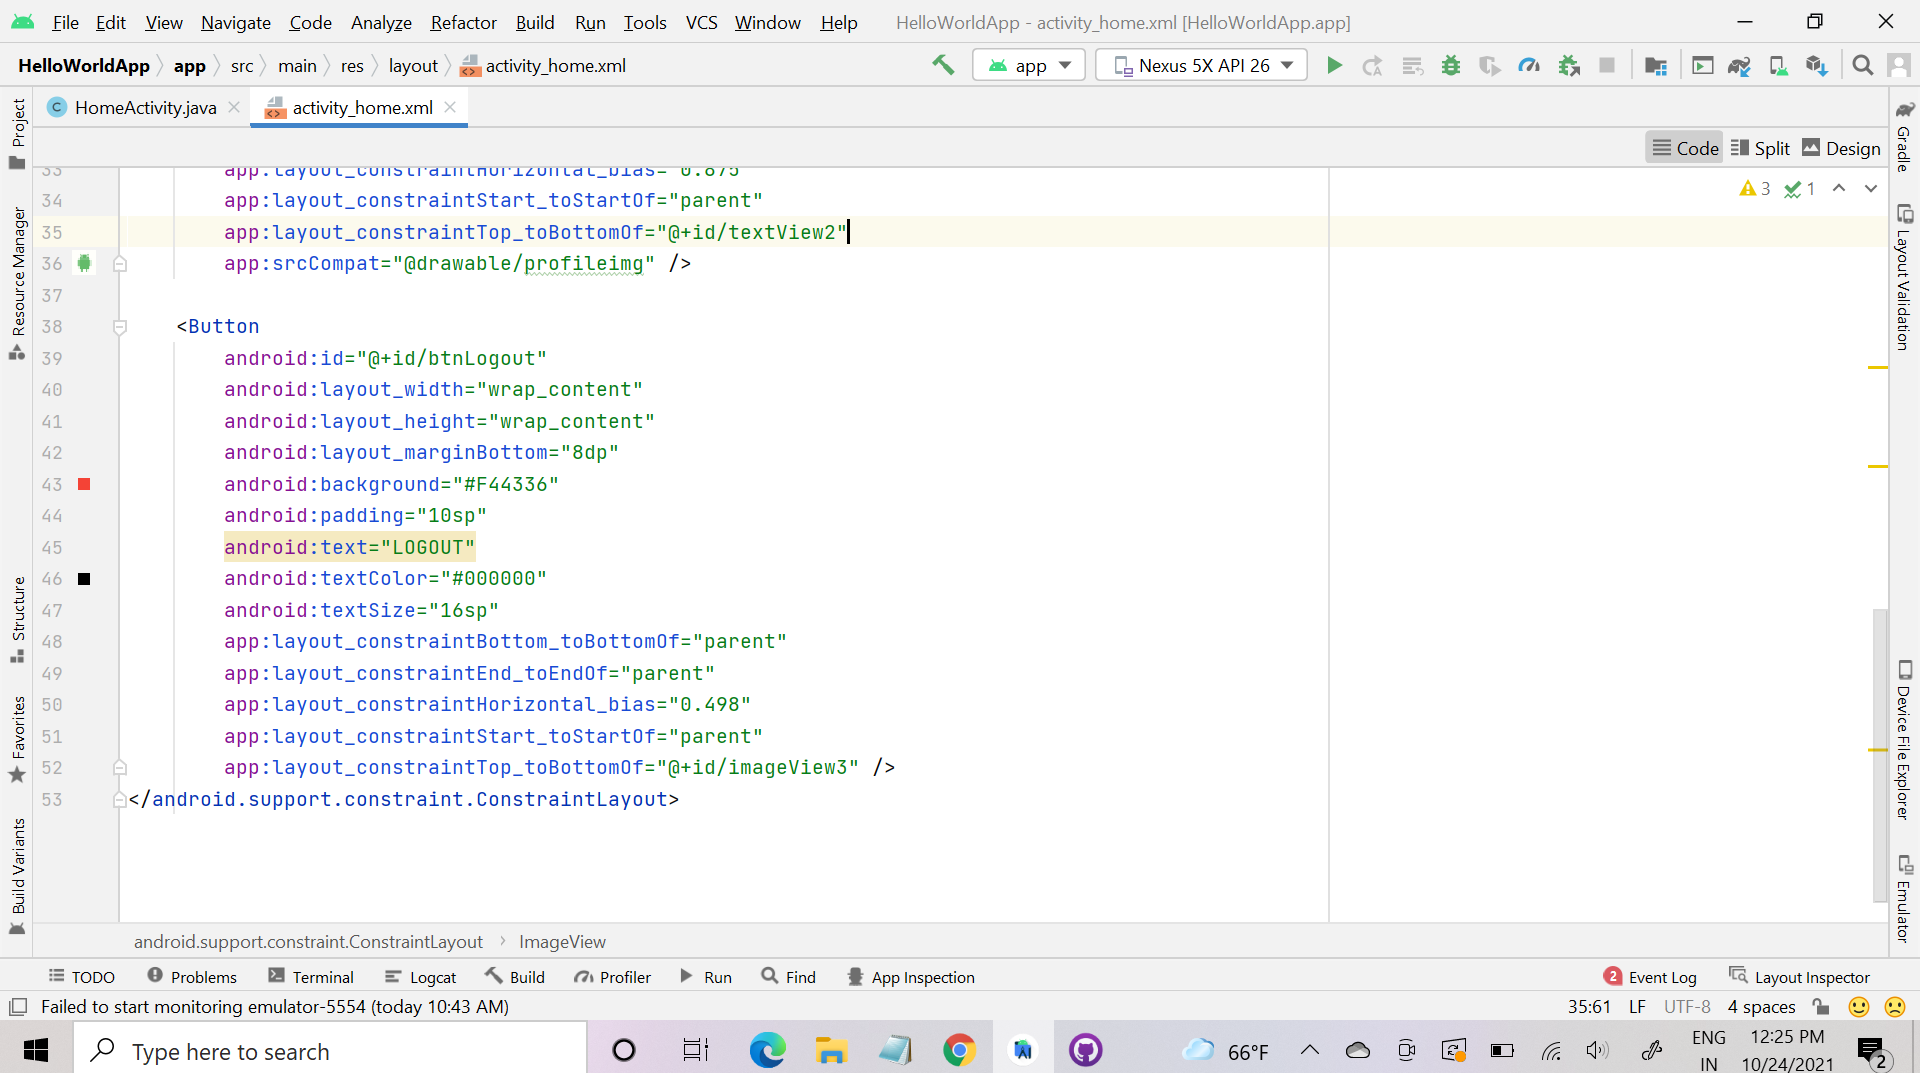 File Edit View Navigate Code Analyze Refactor Build Run Tools VCS Window Help HelloWorldApp - activity_home.xml [HelloWorldApp.app]
HelloWorldApp app src main res layout activity_home.xml app Nexus 5X API 26
HomeActivity.java activity_home.xml
Code Split Design
3 1
33 app:layout_constraintHorizontal_bias="0.875"
34 app:layout_constraintStart_toStartOf="parent"
35 app:layout_constraintTop_toBottomOf="@+id/textView2"
36 app:srcCompat="@drawable/profileimg" />
37
38 <Button
39 android:id="@+id/btnLogout"
40 android:layout_width="wrap_content"
41 android:layout_height="wrap_content"
42 android:layout_marginBottom="8dp"
43 android:background="#F44336"
44 android:padding="10sp"
45 android:text="LOGOUT"
46 android:textColor="#000000"
47 android:textSize="16sp"
48 app:layout_constraintBottom_toBottomOf="parent"
49 app:layout_constraintEnd_toEndOf="parent"
50 app:layout_constraintHorizontal_bias="0.498"
51 app:layout_constraintStart_toStartOf="parent"
52 app:layout_constraintTop_toBottomOf="@+id/imageView3" />
53 </android.support.constraint.ConstraintLayout>
Project
Resource Manager
Structure
Favorites
Build Variants
Gradle
Layout Validation
Device File Explorer
Emulator
android.support.constraint.ConstraintLayout ImageView
TODO Problems Terminal Logcat Build Profiler Run Find App Inspection 2 Event Log Layout Inspector
Failed to start monitoring emulator-5554 (today 10:43 AM) 35:61 LF UTF-8 4 spaces
Type here to search 66°F ENG IN 12:25 PM 10/24/2021 2